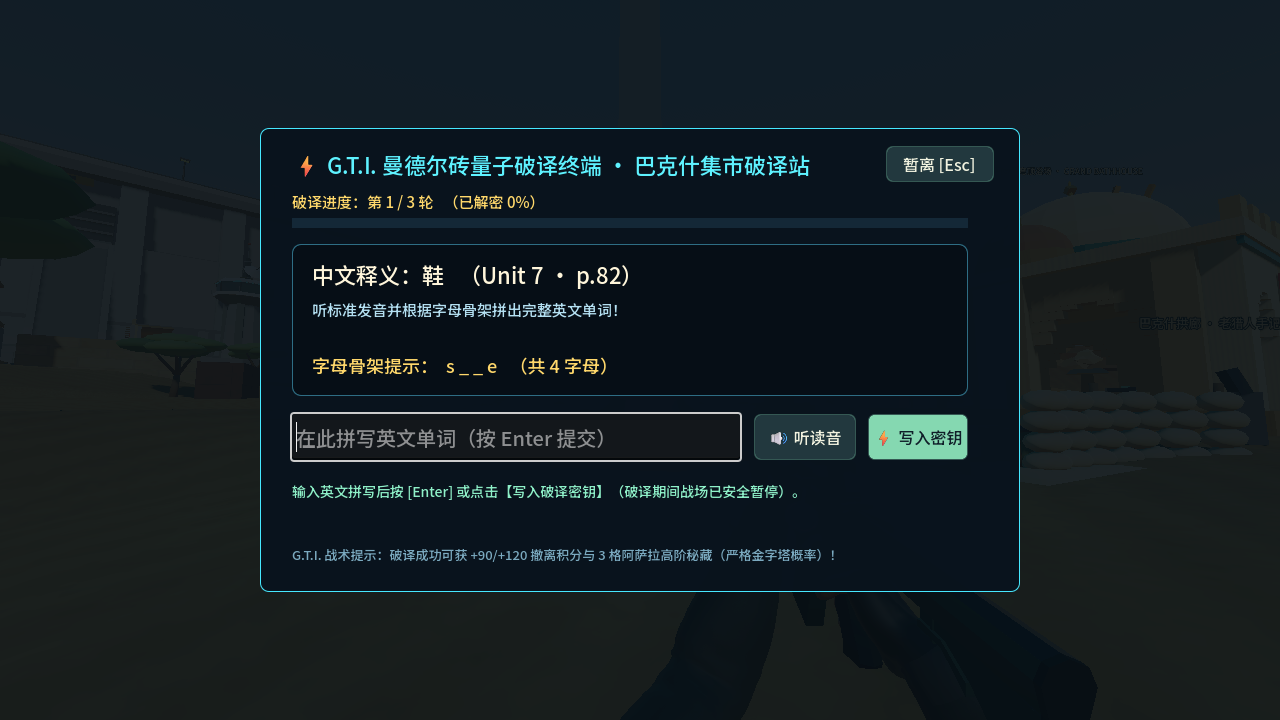 G.T.I. 曼德尔砖量子破译终端 · 巴克什集市破译站
暂离 [Esc]
破译进度：第 1 / 3 轮 （已解密 0%）
中文释义：鞋 （Unit 7 · p.82）
听标准发音并根据字母骨架拼出完整英文单词！
字母骨架提示： s _ _ e （共 4 字母）
在此拼写英文单词（按 Enter 提交）
听读音
写入密钥
输入英文拼写后按 [Enter] 或点击【写入破译密钥】（破译期间战场已安全暂停）。
G.T.I. 战术提示：破译成功可获 +90/+120 撤离积分与 3 格阿萨拉高阶秘藏（严格金字塔概率）！